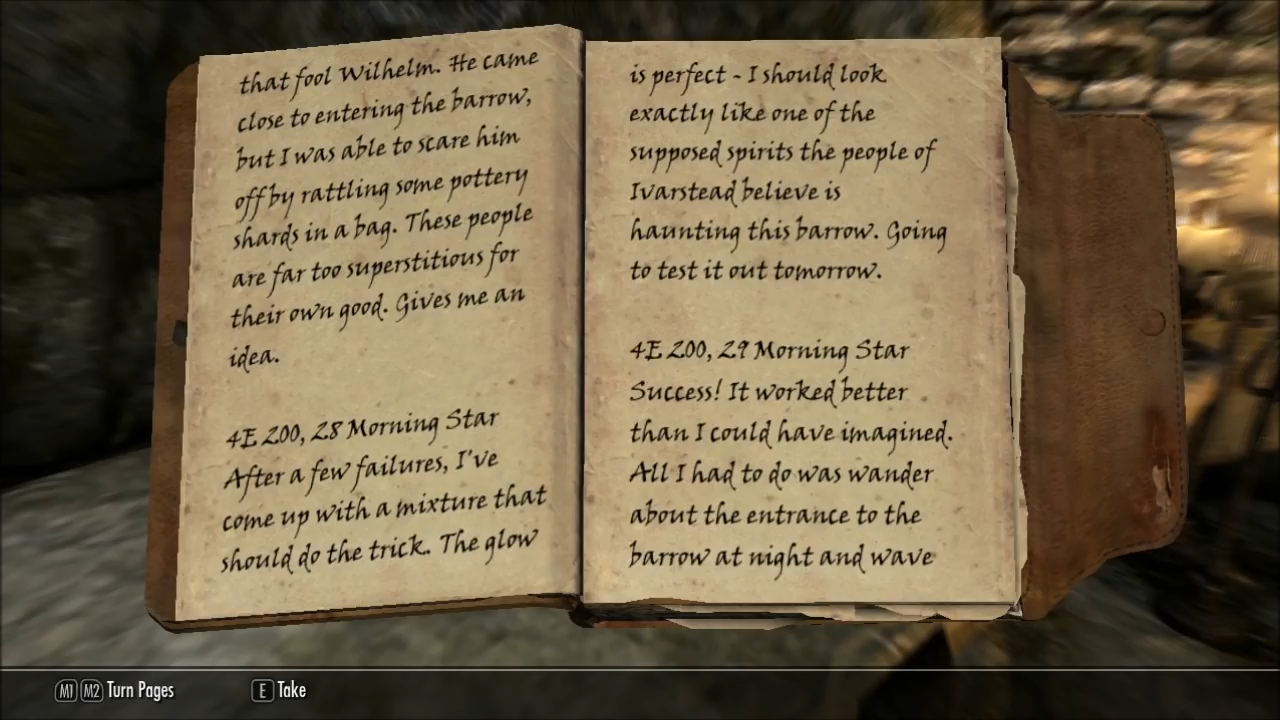 that fool Wilhelm. He came
close to entering the barrow,
but I was able to scare him
off by rattling some pottery
shards in a bag. These people
are far too superstitious for
their own good. Gives me an
idea.
4E 200, 28 Morning Star
After a few failures, I've
come up with a mixture that
should do the trick. The glow
is perfect - I should look
exactly like one of the
supposed spirits the people of
Ivarstead believe is
haunting this barrow. Going
to test it out tomorrow.
4E 200, 29 Morning Star
Success! It worked better
than I could have imagined.
All I had to do was wander
about the entrance to the
barrow at night and wave
M1 M2 Turn Pages E Take